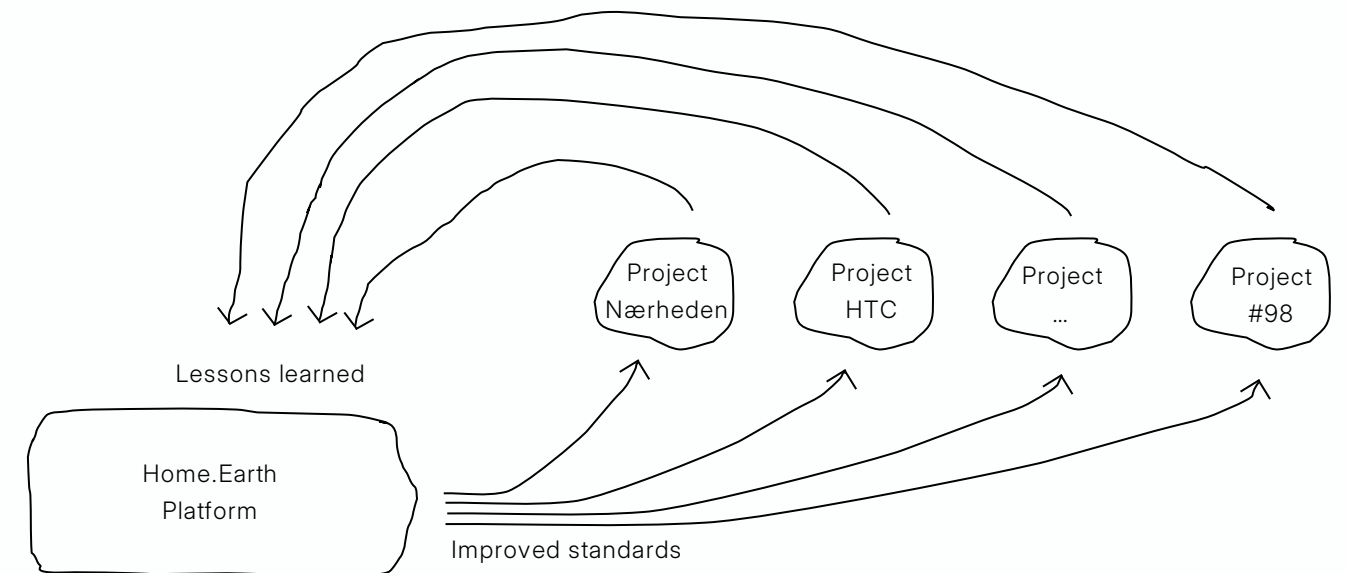 Project
Nærheden
Project
HTC
Project
...
Project
#98
Lessons learned
Home.Earth
Platform
Improved standards